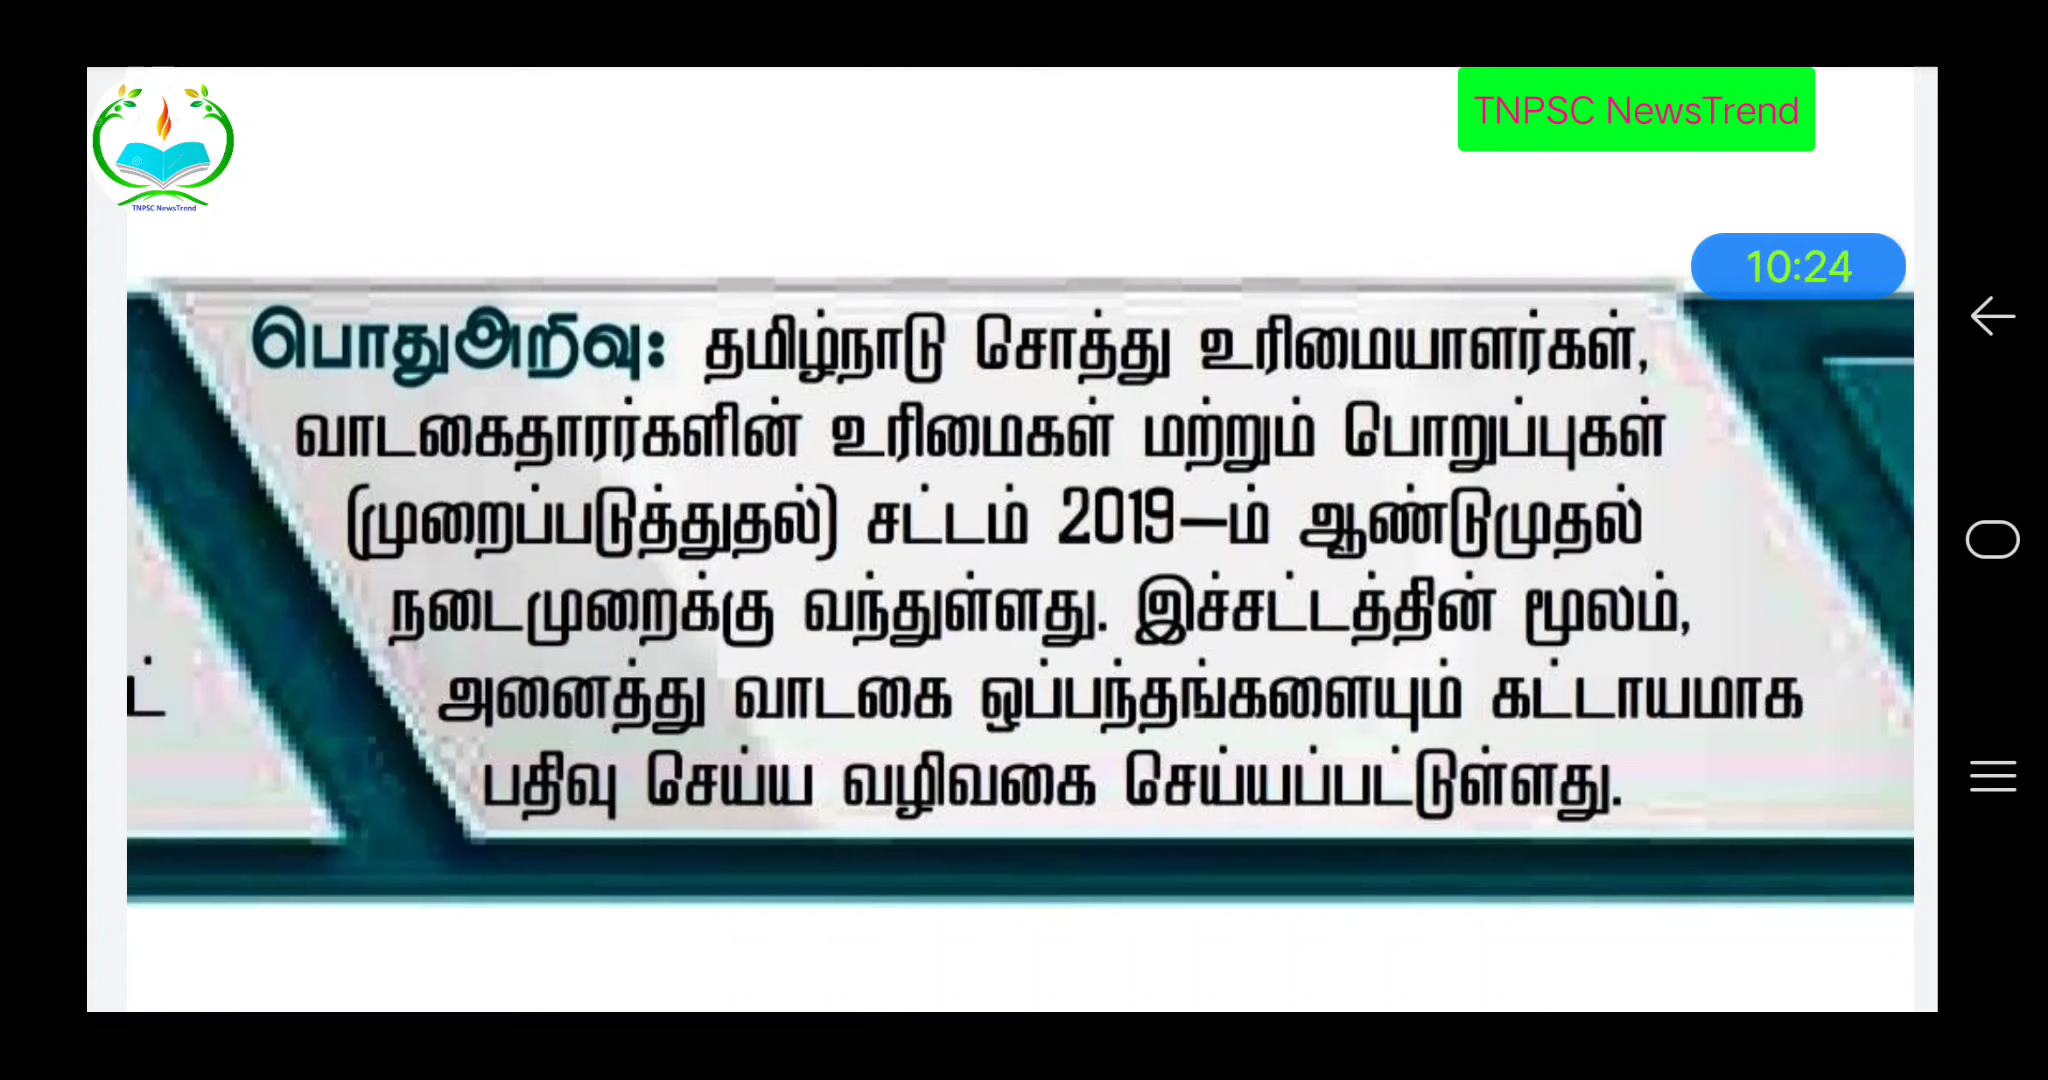 TNPSC NewsTrend
TNPSC NewsTrend
10:24
பொதுஅறிவு: தமிழ்நாடு சொத்து உரிமையாளர்கள்,
வாடகைதாரர்களின் உரிமைகள் மற்றும் பொறுப்புகள்
(முறைப்படுத்துதல்) சட்டம் 2019–ம் ஆண்டுமுதல்
நடைமுறைக்கு வந்துள்ளது. இச்சட்டத்தின் மூலம்,
அனைத்து வாடகை ஒப்பந்தங்களையும் கட்டாயமாக
பதிவு செய்ய வழிவகை செய்யப்பட்டுள்ளது.